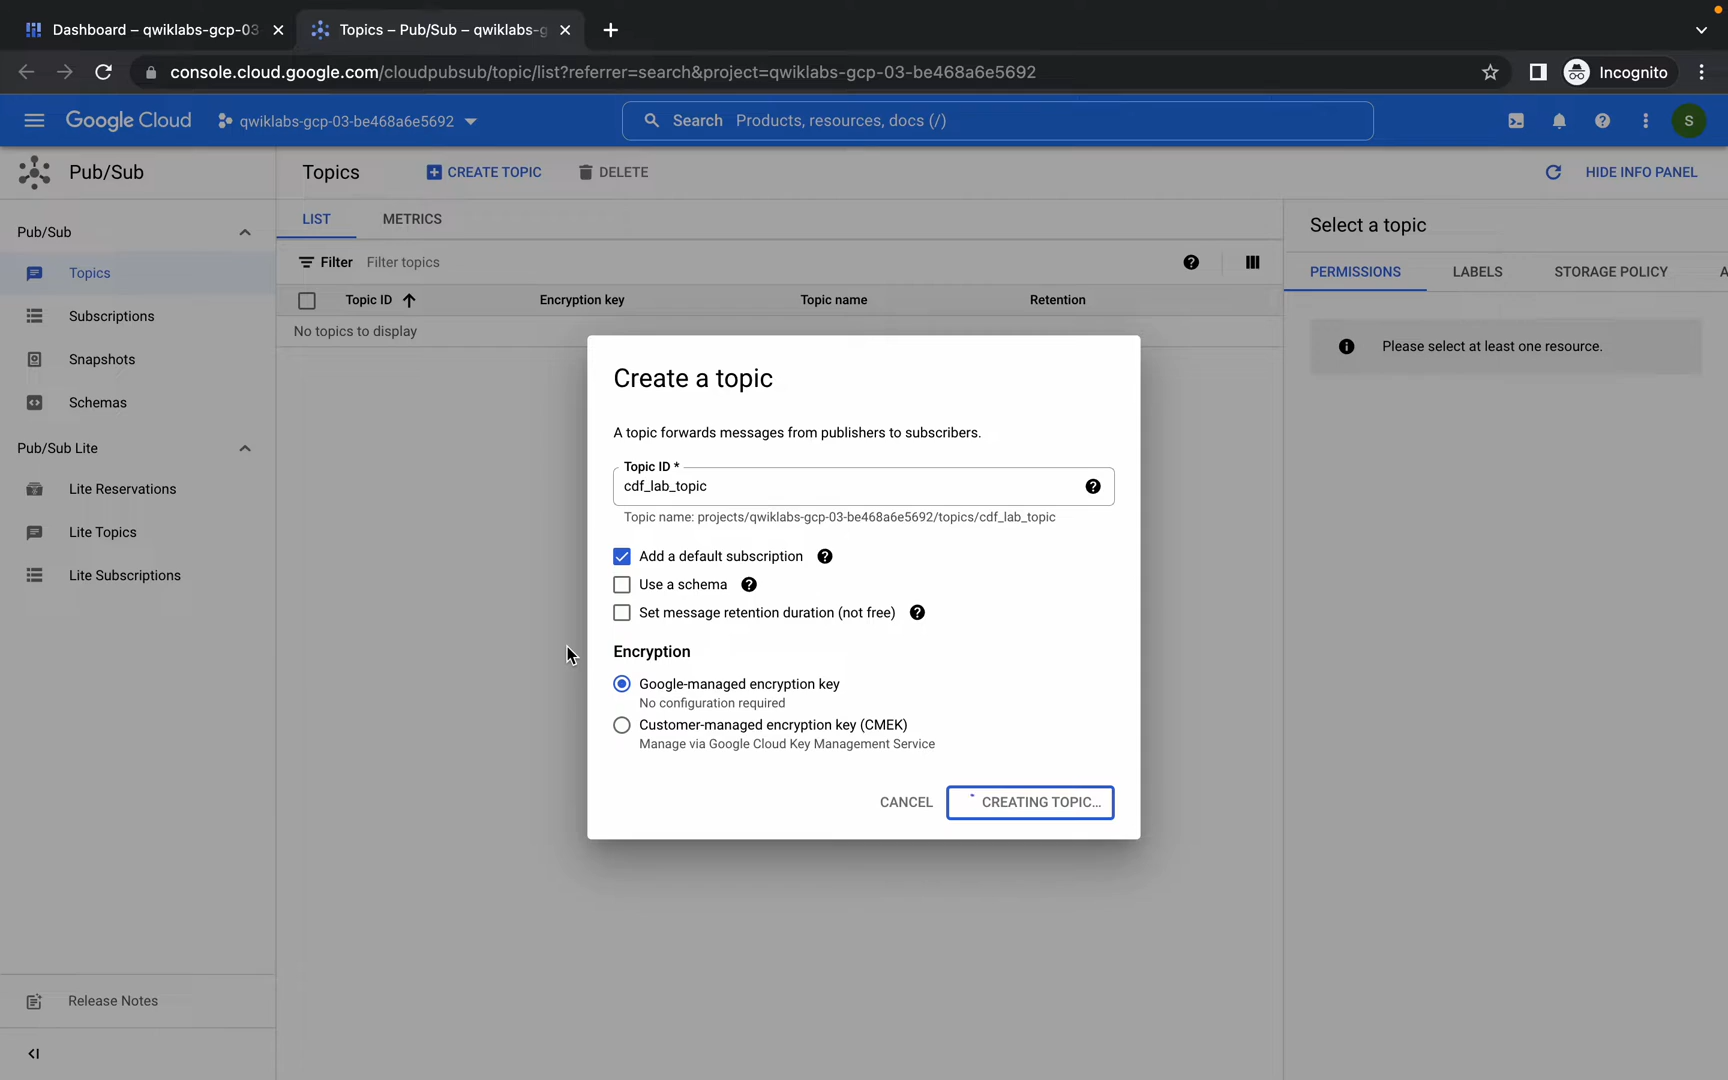 Dashboard – qwiklabs-gcp-03
Topics – Pub/Sub – qwiklabs-g
console.cloud.google.com/cloudpubsub/topic/list?referrer=search&project=qwiklabs-gcp-03-be468a6e5692
Incognito
Google Cloud
qwiklabs-gcp-03-be468a6e5692
Search Products, resources, docs (/)
S
Pub/Sub
Topics
CREATE TOPIC
DELETE
HIDE INFO PANEL
Pub/Sub
Topics
Subscriptions
Snapshots
Schemas
Pub/Sub Lite
Lite Reservations
Lite Topics
Lite Subscriptions
Release Notes
LIST
METRICS
Filter Filter topics
Topic ID Encryption key Topic name Retention
No topics to display
Select a topic
PERMISSIONS
LABELS
STORAGE POLICY
A
Please select at least one resource.
Create a topic
A topic forwards messages from publishers to subscribers.
Topic ID *
cdf_lab_topic
Topic name: projects/qwiklabs-gcp-03-be468a6e5692/topics/cdf_lab_topic
Add a default subscription
Use a schema
Set message retention duration (not free)
Encryption
Google-managed encryption key
No configuration required
Customer-managed encryption key (CMEK)
Manage via Google Cloud Key Management Service
CANCEL
CREATING TOPIC...